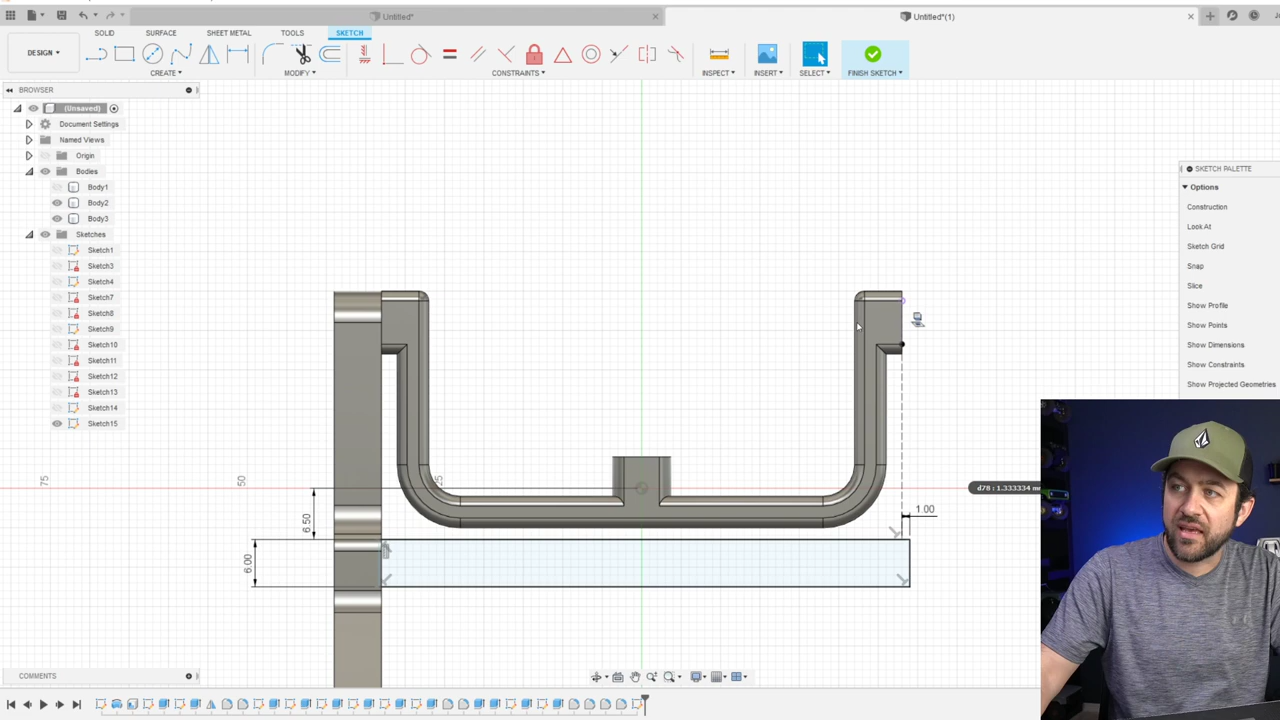 Untitled*
Untitled*(1)
DESIGN
SOLID
SURFACE
SHEET METAL
TOOLS
SKETCH
CREATE
MODIFY
CONSTRAINTS
INSPECT
INSERT
SELECT
FINISH SKETCH
BROWSER
(Unsaved)
Document Settings
Named Views
Origin
Bodies
Body1
Body2
Body3
Sketches
Sketch1
Sketch3
Sketch4
Sketch7
Sketch8
Sketch9
Sketch10
Sketch11
Sketch12
Sketch13
Sketch14
Sketch15
SKETCH PALETTE
Options
Construction
Look At
Sketch Grid
Snap
Slice
Show Profile
Show Points
Show Dimensions
Show Constraints
Show Projected Geometries
75
50
25
d78 : 1.333334 m
1.00
6.50
6.00
COMMENTS